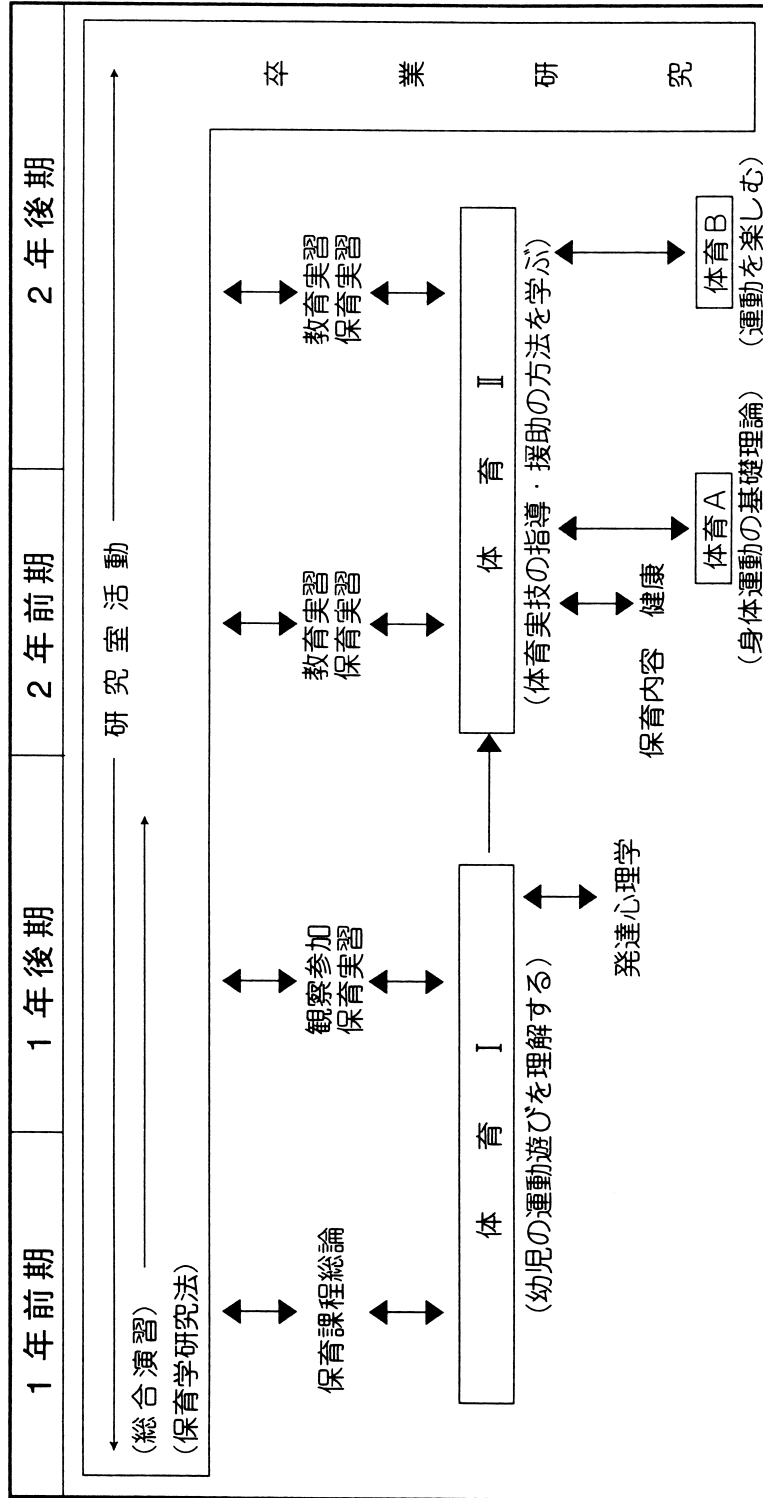 1年前期
1年後期
2年前期
2年後期
研究室活動
(総合演習)
(保育学研究法)
卒業研究
保育課程総論
観察参加
保育実習
教育実習
保育実習
教育実習
保育実習
体育Ⅰ
(幼児の運動遊びを理解する)
体育Ⅱ
(体育実技の指導・援助の方法を学ぶ)
発達心理学
保育内容 健康
体育A
(身体運動の基礎理論)
体育B
(運動を楽しむ)